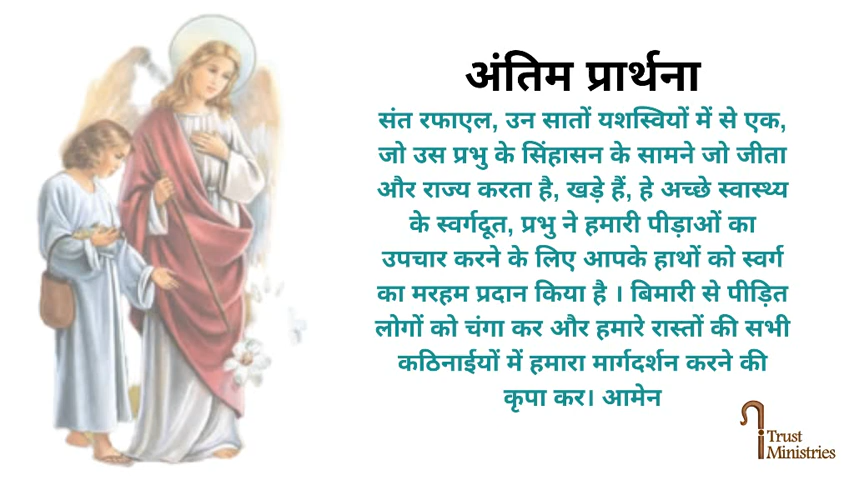 अंतिम प्रार्थना
संत रफाएल, उन सातों यशस्वियों में से एक,
जो उस प्रभु के सिंहासन के सामने जो जीता
और राज्य करता है, खड़े हैं, हे अच्छे स्वास्थ्य
के स्वर्गदूत, प्रभु ने हमारी पीड़ाओं का
उपचार करने के लिए आपके हाथों को स्वर्ग
का मरहम प्रदान किया है । बिमारी से पीड़ित
लोगों को चंगा कर और हमारे रास्तों की सभी
कठिनाईयों में हमारा मार्गदर्शन करने की
कृपा कर। आमेन
iTrust
Ministries